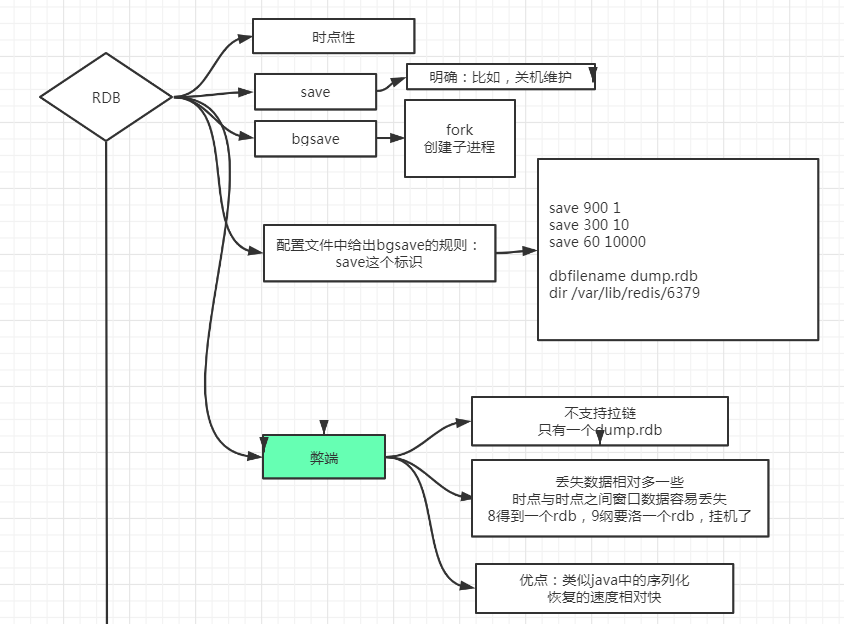 时点性
RDB
save
明确：比如，关机维护
bgsave
fork
创建子进程
配置文件中给出bgsave的规则：
save这个标识
save 900 1
save 300 10
save 60 10000
dbfilename dump.rdb
dir /var/lib/redis/6379
弊端
不支持拉链
只有一个dump.rdb
丢失数据相对多一些
时点与时点之间窗口数据容易丢失
8得到一个rdb，9纲要洛一个rdb，挂机了
优点：类似java中的序列化
恢复的速度相对快